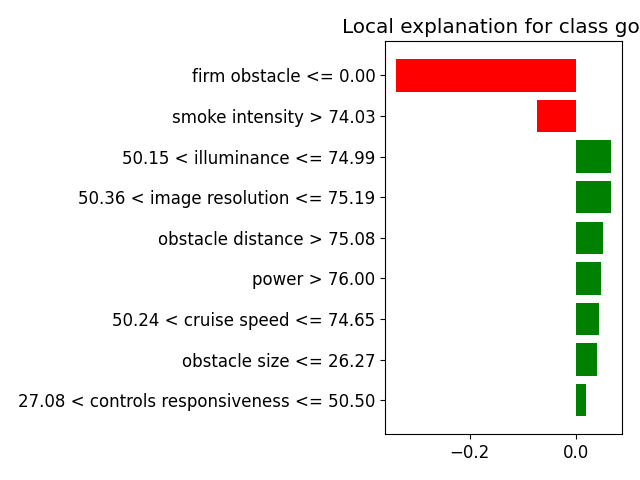 Local explanation for class go
firm obstacle <= 0.00
smoke intensity > 74.03
50.15 < illuminance <= 74.99
50.36 < image resolution <= 75.19
obstacle distance > 75.08
power > 76.00
50.24 < cruise speed <= 74.65
obstacle size <= 26.27
27.08 < controls responsiveness <= 50.50
−0.2 0.0